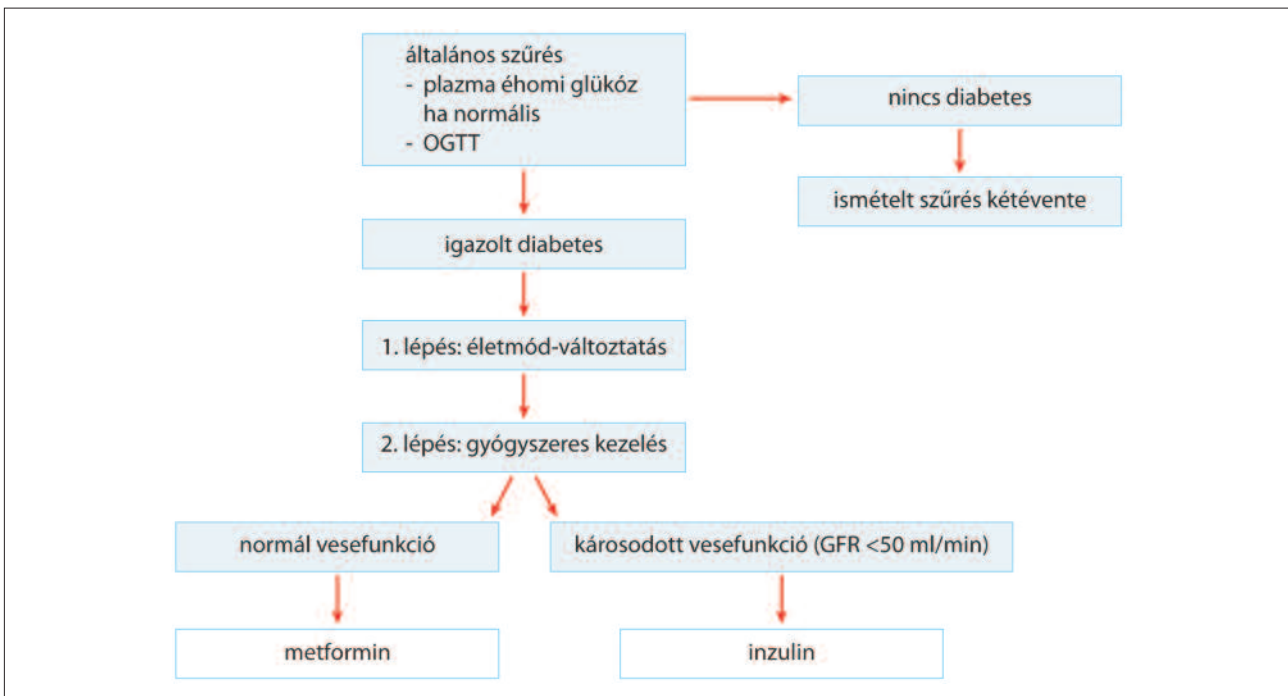 általános szűrés
- plazma éhomi glükóz
ha normális
- OGTT
nincs diabetes
ismételt szűrés kétévente
igazolt diabetes
1. lépés: életmód-változtatás
2. lépés: gyógyszeres kezelés
normál vesefunkció
károsodott vesefunkció (GFR <50 ml/min)
metformin
inzulin